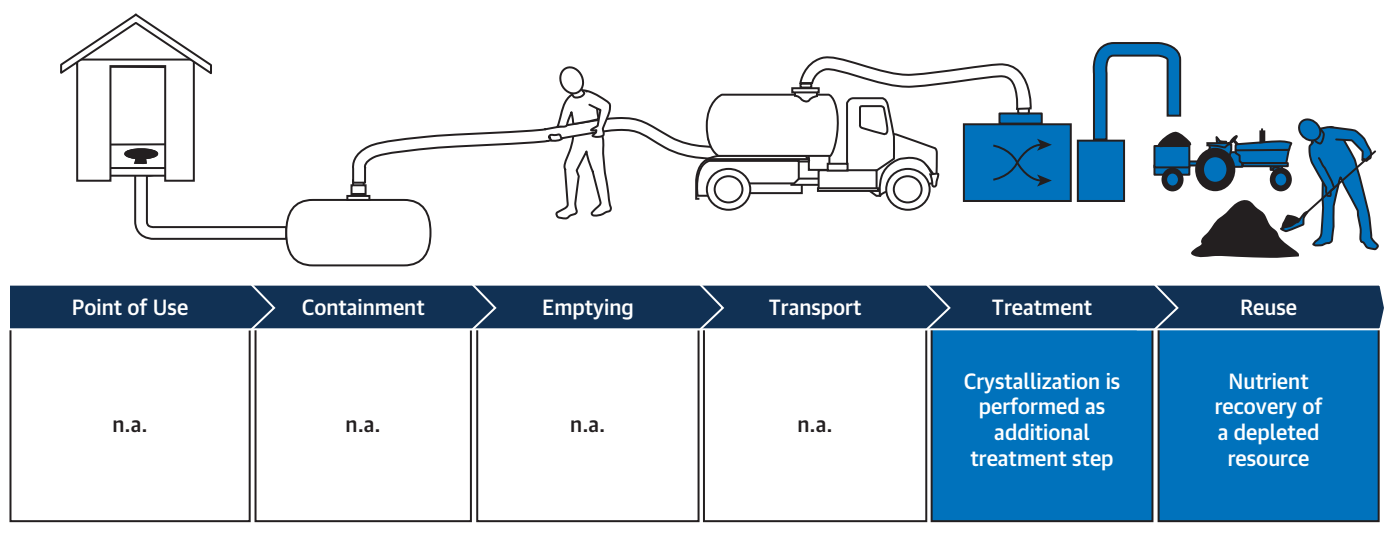 Point of Use
Containment
Emptying
Transport
Treatment
Reuse
n.a.
n.a.
n.a.
n.a.
Crystallization is
performed as
additional
treatment step
Nutrient
recovery of
a depleted
resource